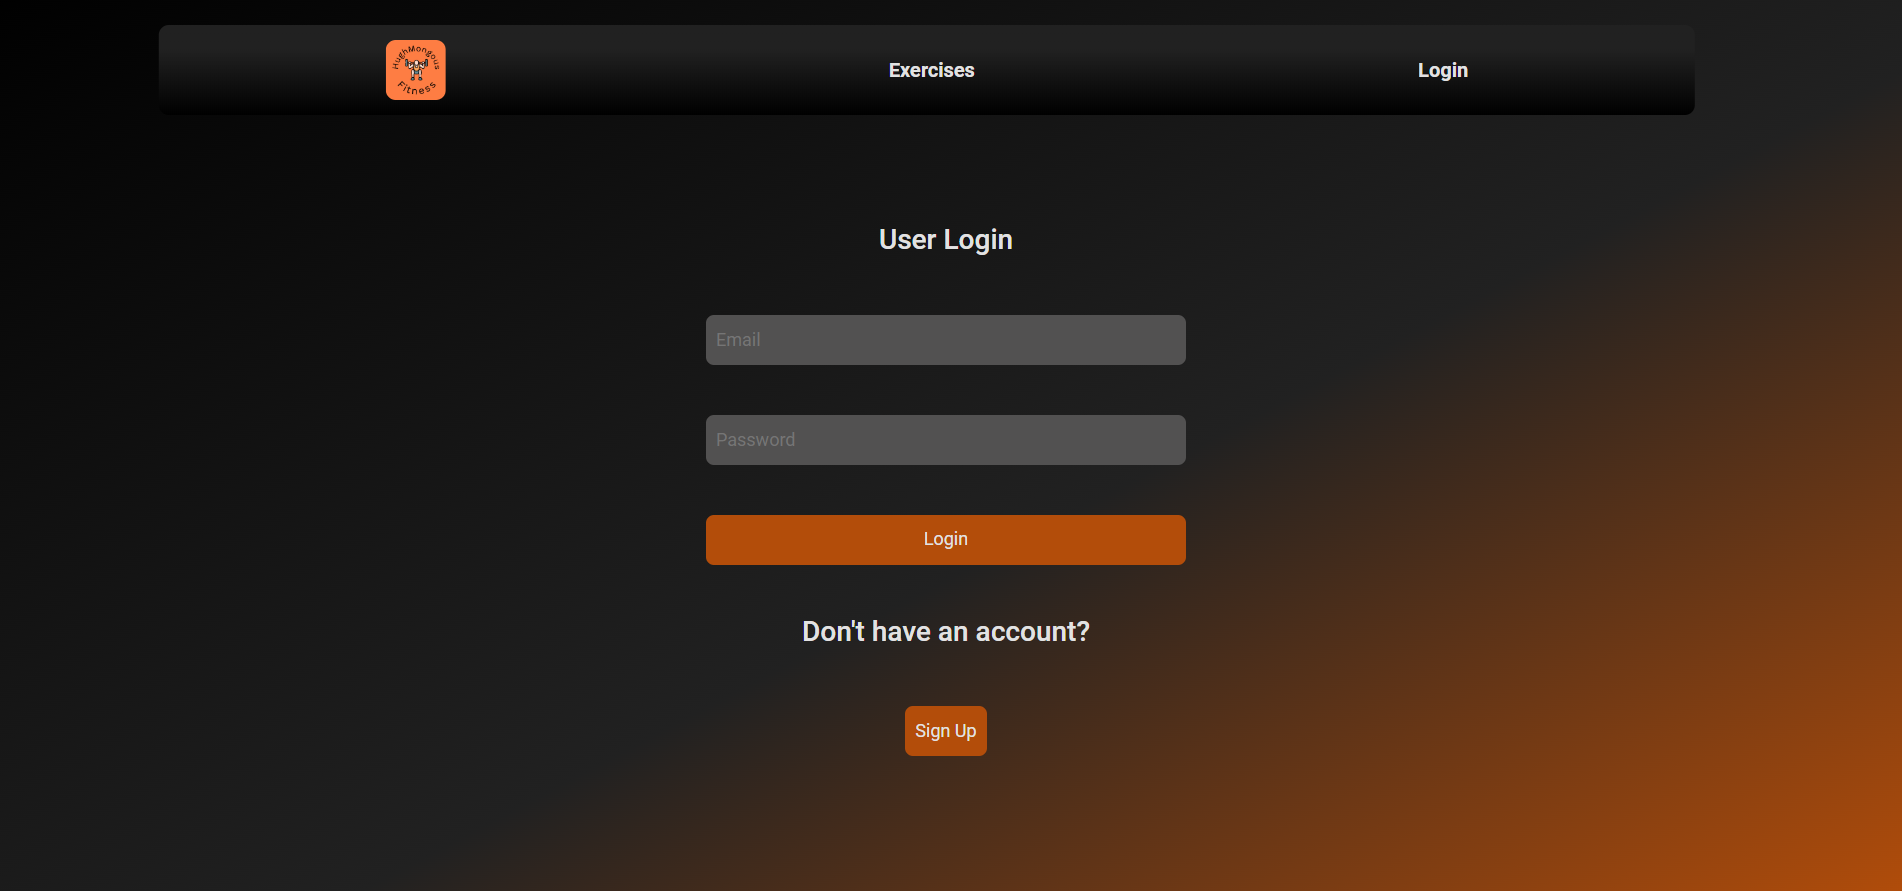 HughMongous
Fitness
Exercises
Login
User Login
Email
Password
Login
Don't have an account?
Sign Up